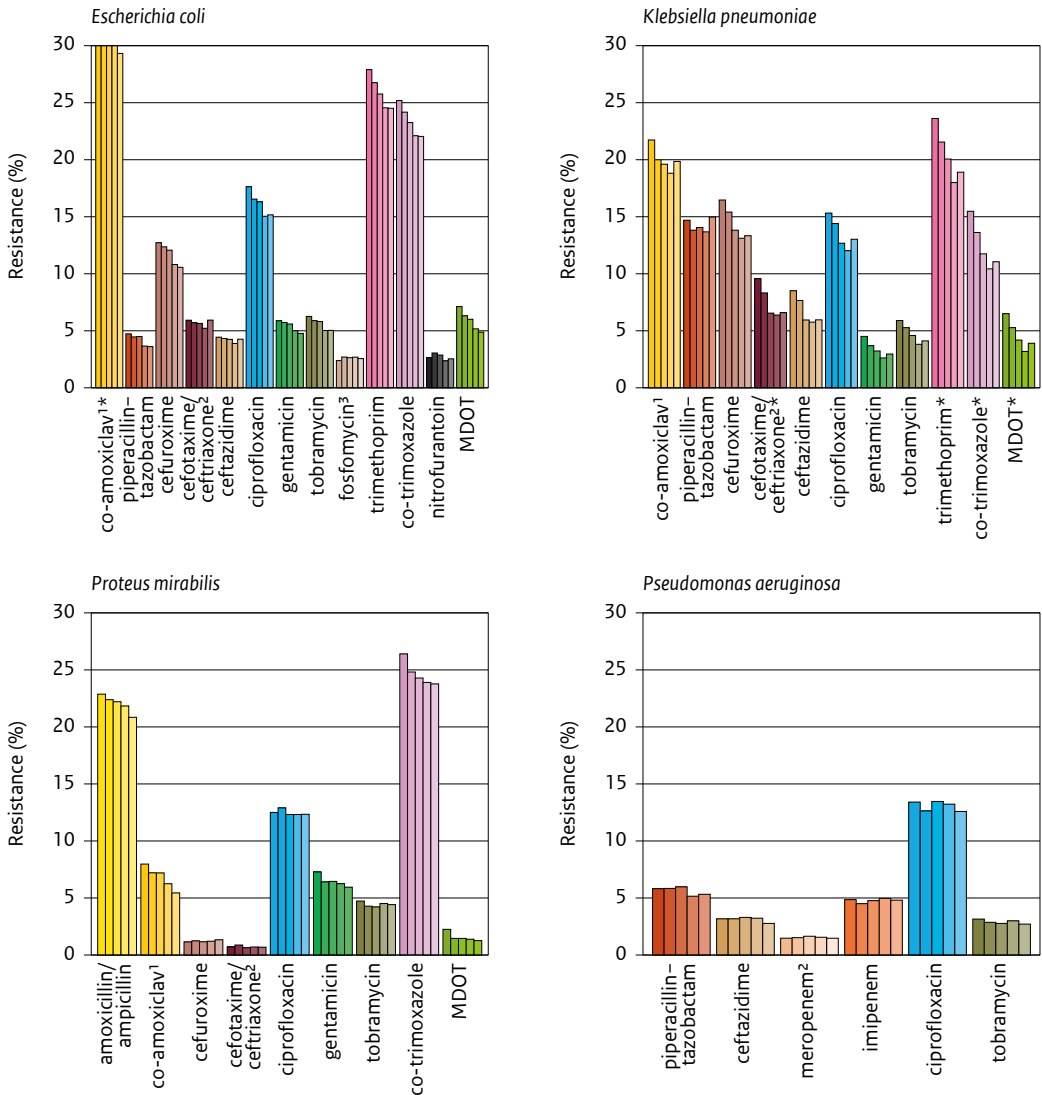 Escherichia coli
Resistance (%)
30
25
20
15
10
5
0
co-amoxiclav¹*
piperacillin–
tazobactam
cefuroxime
cefotaxime/
ceftriaxone²
ceftazidime
ciprofloxacin
gentamicin
tobramycin
fosfomycin³
trimethoprim
co-trimoxazole
nitrofurantoin
MDOT
Klebsiella pneumoniae
Resistance (%)
30
25
20
15
10
5
0
co-amoxiclav¹
piperacillin–
tazobactam
cefuroxime
cefotaxime/
ceftriaxone²*
ceftazidime
ciprofloxacin
gentamicin
tobramycin
trimethoprim*
co-trimoxazole*
MDOT*
Proteus mirabilis
Resistance (%)
30
25
20
15
10
5
0
amoxicillin/
ampicillin
co-amoxiclav¹
cefuroxime
cefotaxime/
ceftriaxone²
ciprofloxacin
gentamicin
tobramycin
co-trimoxazole
MDOT
Pseudomonas aeruginosa
Resistance (%)
30
25
20
15
10
5
0
piperacillin–
tazobactam
ceftazidime
meropenem²
imipenem
ciprofloxacin
tobramycin